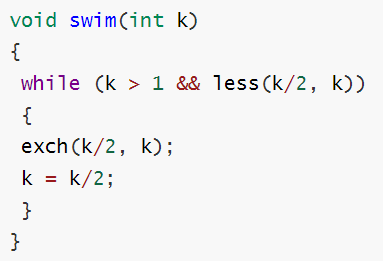 void swim(int k)
{
while (k > 1 && less(k/2, k))
{
exch(k/2, k);
k = k/2;
}
}